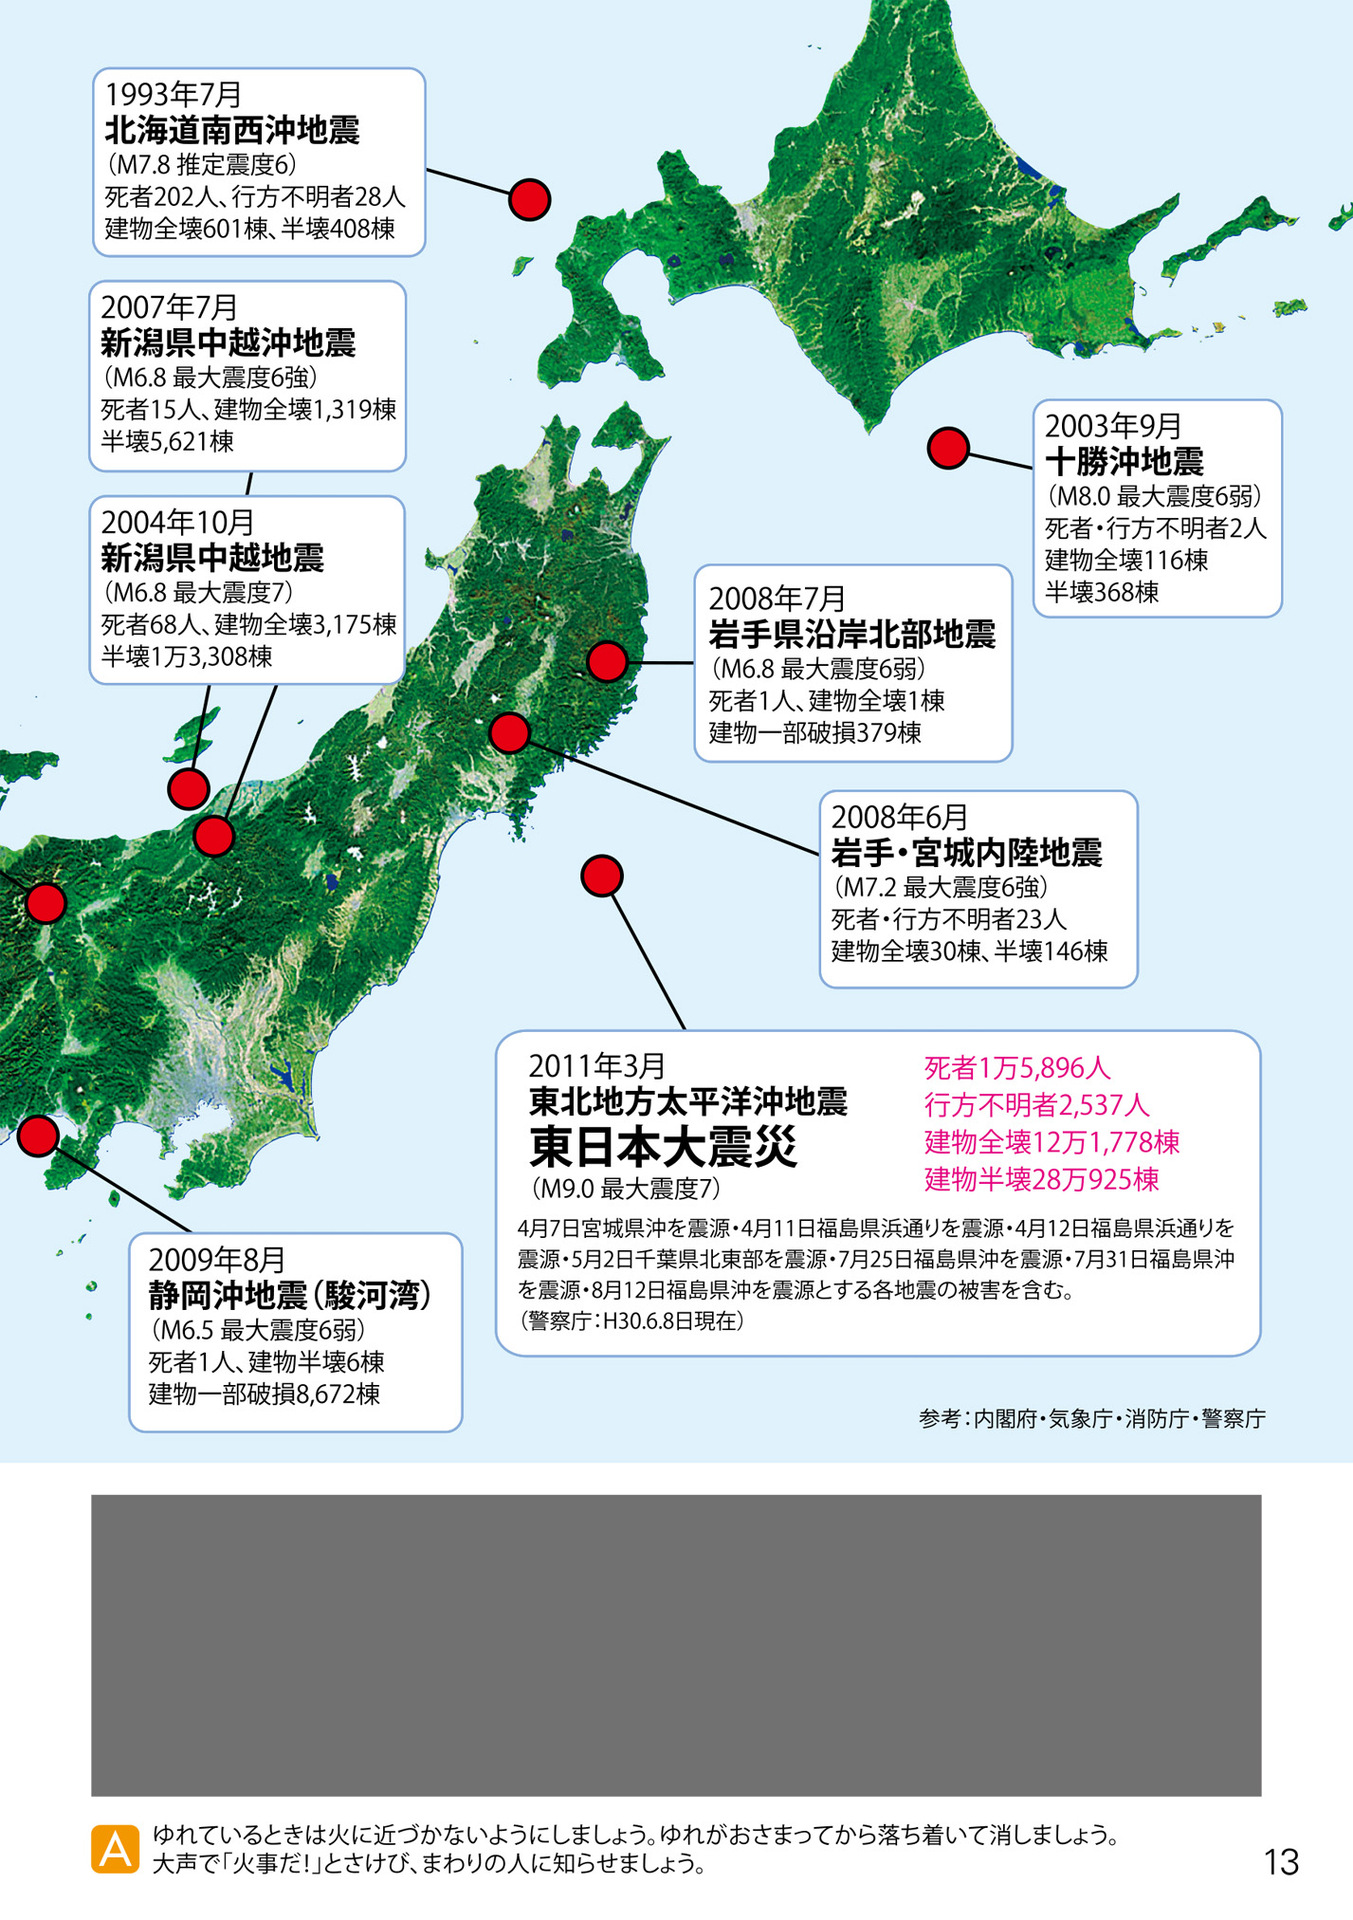 1993年7月
北海道南西沖地震
（M7.8 推定震度6）
死者202人、行方不明者28人
建物全壊601棟、半壊408棟
2007年7月
新潟県中越沖地震
（M6.8 最大震度6強）
死者15人、建物全壊1,319棟
半壊5,621棟
2004年10月
新潟県中越地震
（M6.8 最大震度7）
死者68人、建物全壊3,175棟
半壊1万3,308棟
2003年9月
十勝沖地震
（M8.0 最大震度6弱）
死者・行方不明者2人
建物全壊116棟
半壊368棟
2008年7月
岩手県沿岸北部地震
（M6.8 最大震度6弱）
死者1人、建物全壊1棟
建物一部破損379棟
2008年6月
岩手・宮城内陸地震
（M7.2 最大震度6強）
死者・行方不明者23人
建物全壊30棟、半壊146棟
2011年3月
東北地方太平洋沖地震
東日本大震災
（M9.0 最大震度7）
死者1万5,896人
行方不明者2,537人
建物全壊12万1,778棟
建物半壊28万925棟
4月7日宮城県沖を震源・4月11日福島県浜通りを震源・4月12日福島県浜通りを
震源・5月2日千葉県北東部を震源・7月25日福島県沖を震源・7月31日福島県沖
を震源・8月12日福島県沖を震源とする各地震の被害を含む。
（警察庁：H30.6.8日現在）
2009年8月
静岡沖地震（駿河湾）
（M6.5 最大震度6弱）
死者1人、建物半壊6棟
建物一部破損8,672棟
参考：内閣府・気象庁・消防庁・警察庁
A ゆれているときは火に近づかないようにしましょう。ゆれがおさまってから落ち着いて消しましょう。
大声で「火事だ！」とさけび、まわりの人に知らせましょう。
13